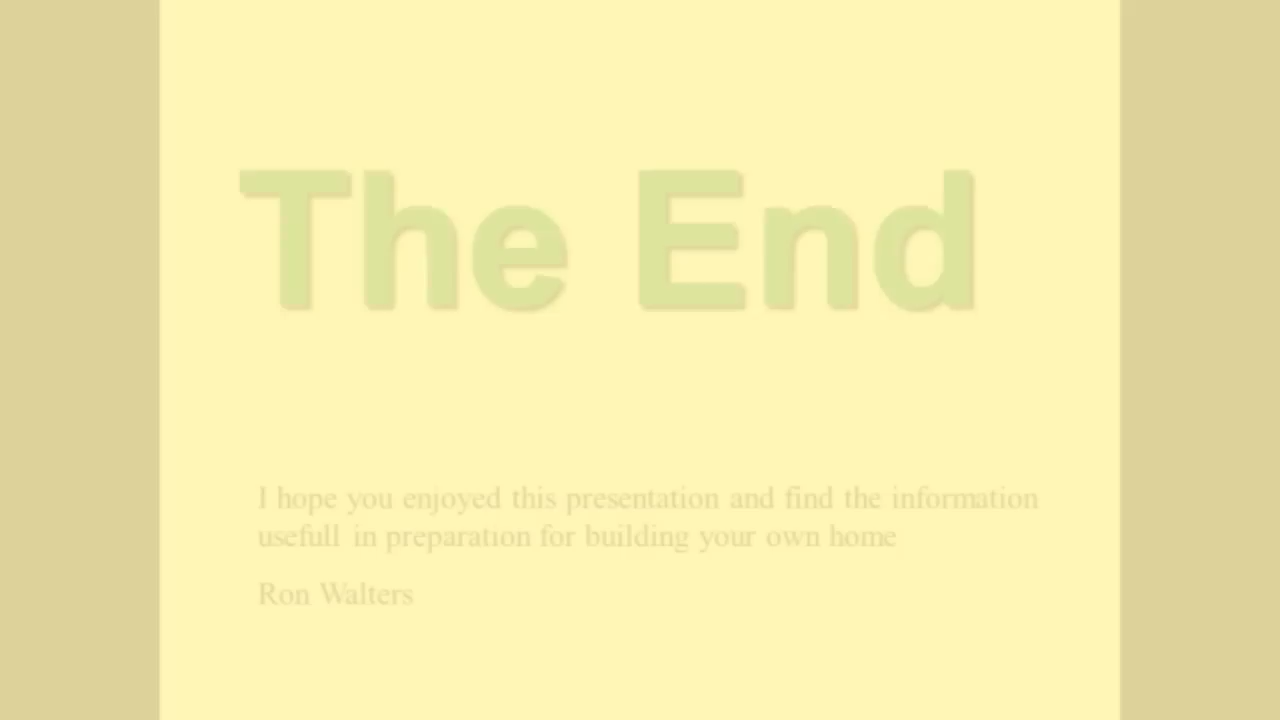 The End
I hope you enjoyed this presentation and find the information
usefull in preparation for building your own home
Ron Walters